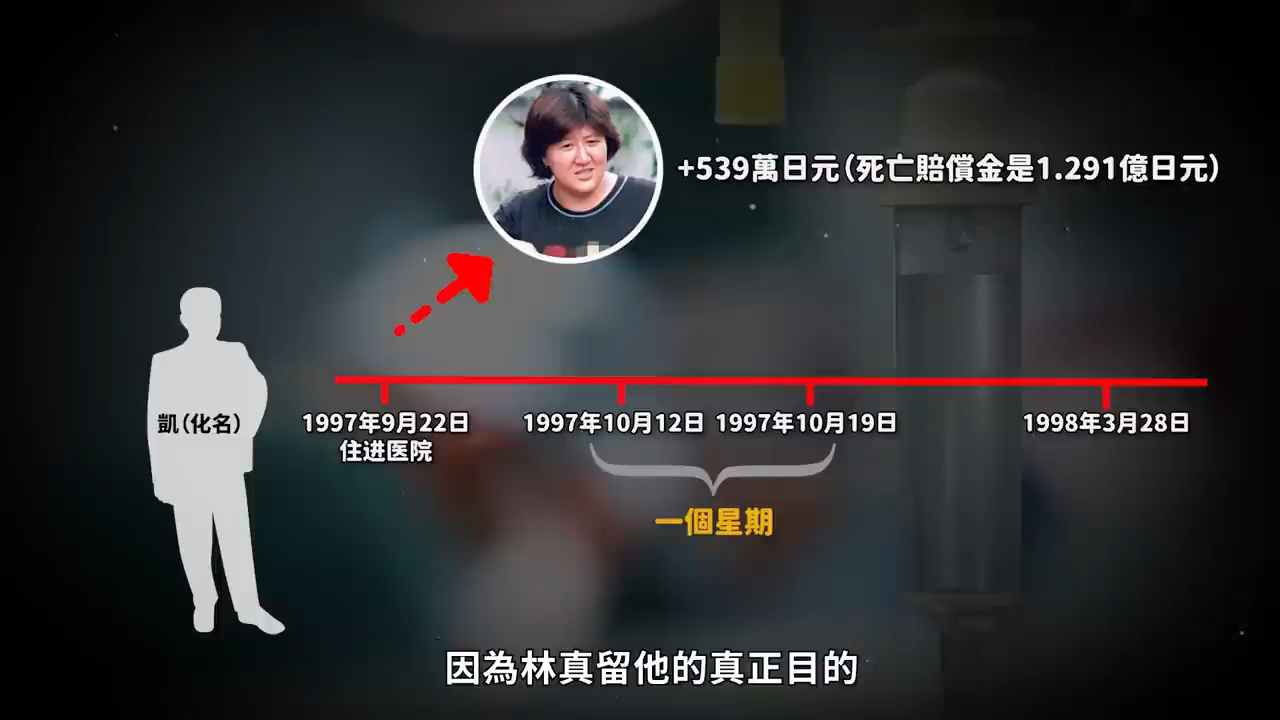 +539萬日元(死亡賠償金是1.291億日元)
凱(化名)
1997年9月22日
住进医院
1997年10月12日
1997年10月19日
1998年3月28日
一個星期
因為林真留他的真正目的